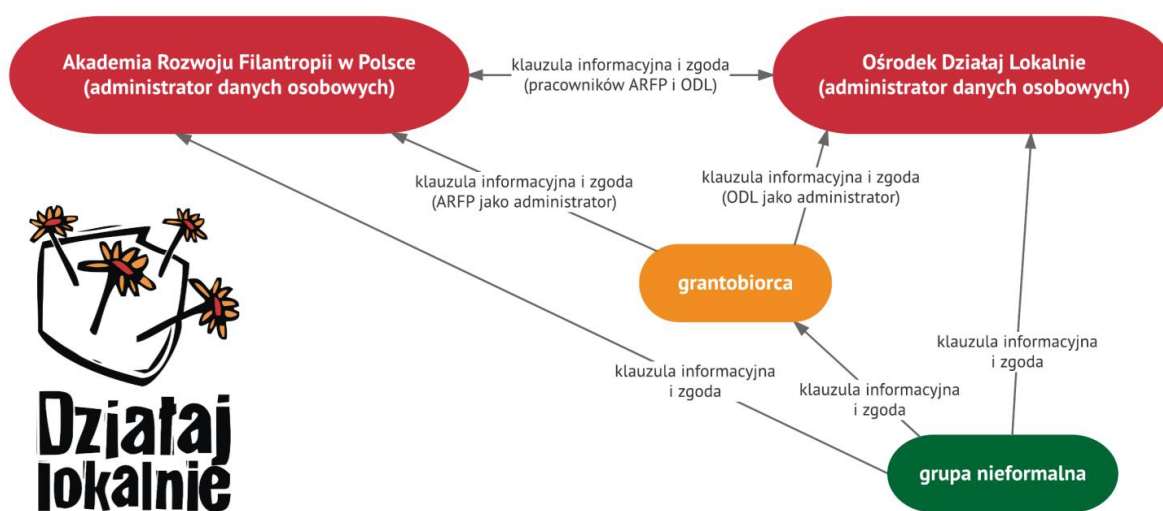 Akademia Rozwoju Filantropii w Polsce
(administrator danych osobowych)
klauzula informacyjna i zgoda
(pracowników ARFP i ODL)
Ośrodek Działaj Lokalnie
(administrator danych osobowych)
klauzula informacyjna i zgoda
(ARFP jako administrator)
klauzula informacyjna i zgoda
(ODL jako administrator)
grantobiorca
klauzula informacyjna
i zgoda
klauzula informacyjna
i zgoda
klauzula informacyjna
i zgoda
grupa nieformalna
Działaj
lokalnie